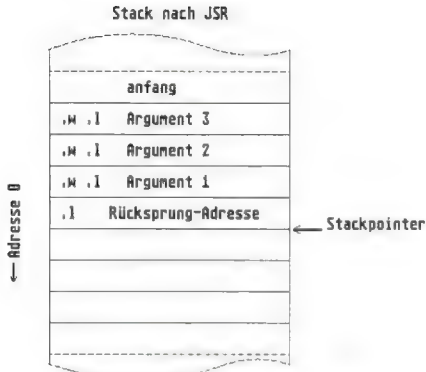 Stack nach JSR
anfang
.w .l Argument 3
.w .l Argument 2
.w .l Argument 1
.l Rücksprung-Adresse
Stackpointer
← Adresse 0